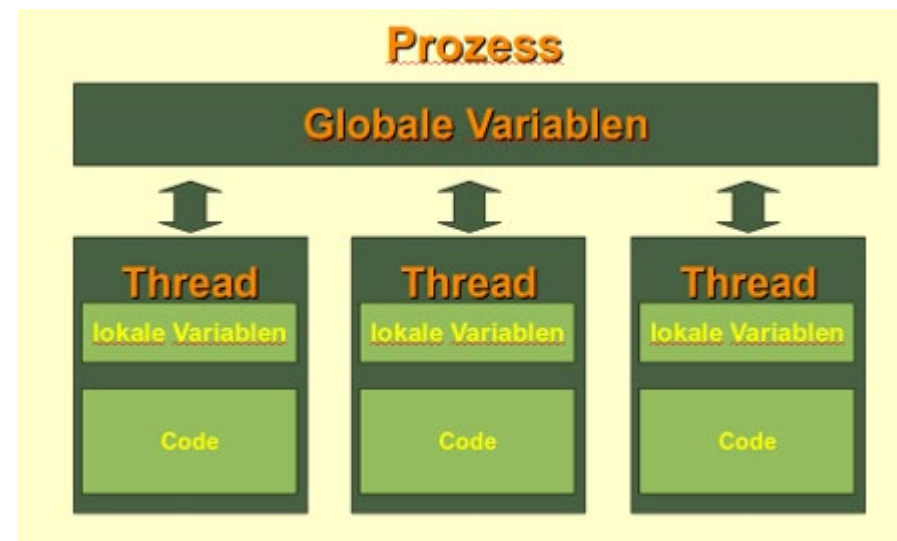 Prozess
Globale Variablen
Thread Thread Thread
lokale Variablen lokale Variablen lokale Variablen
Code Code Code